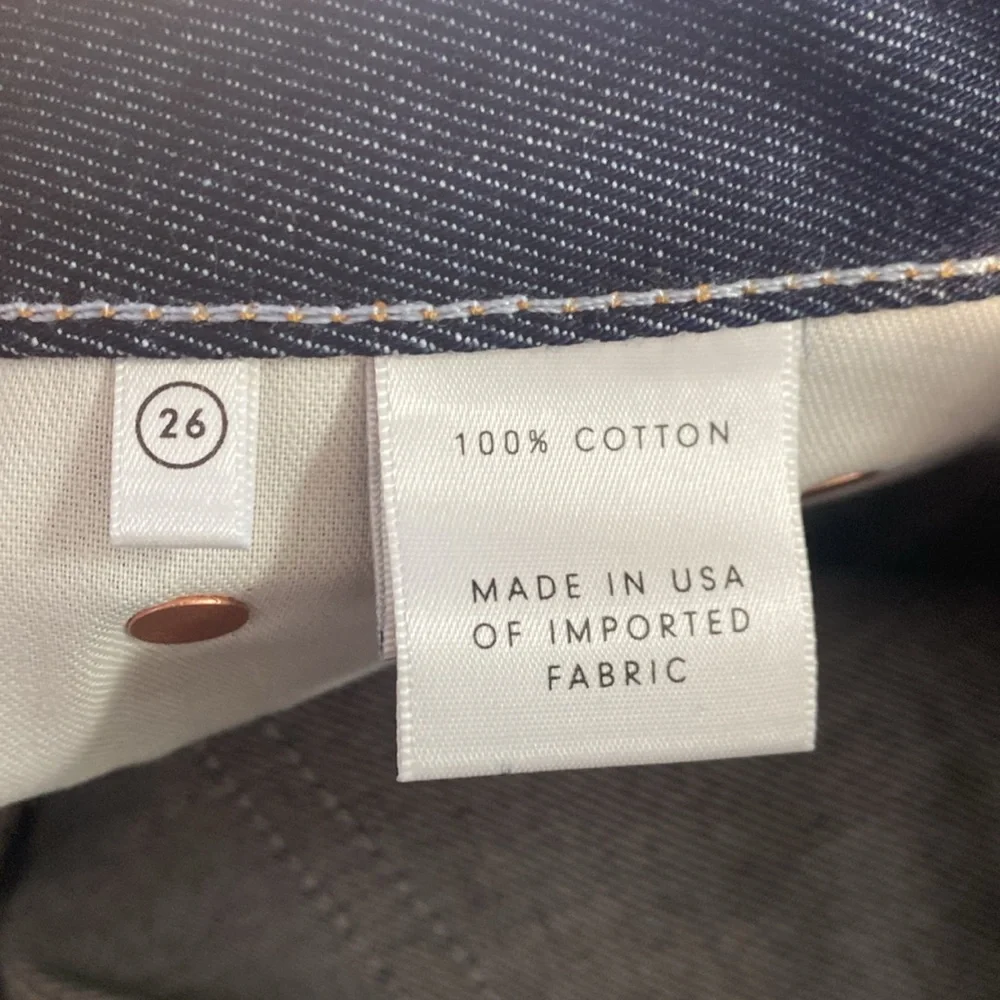 26
100% COTTON
MADE IN USA
OF IMPORTED
FABRIC